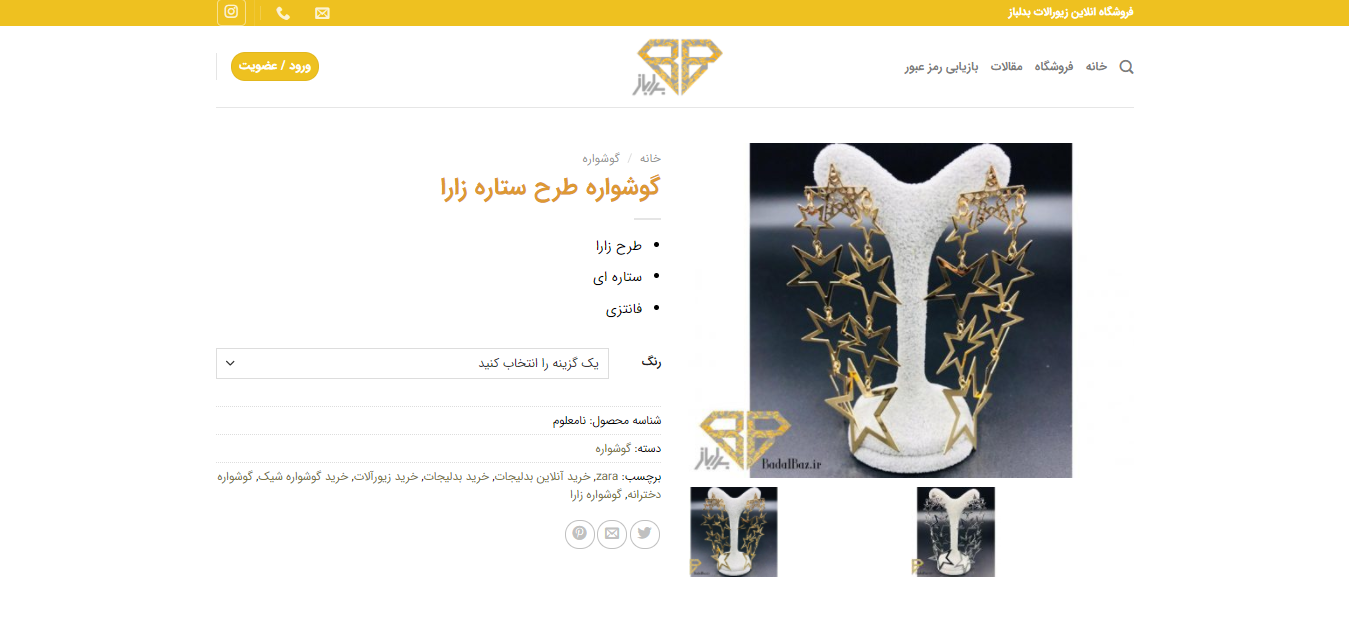 فروشگاه آنلاین زیورالات بدلباز
خانه فروشگاه مقالات بازیابی رمز عبور
بدلباز
ورود / عضویت
خانه / گوشواره
گوشواره طرح ستاره زارا
طرح زارا
ستاره ای
فانتزی
رنگ یک گزینه را انتخاب کنید
شناسه محصول: نامعلوم
دسته: گوشواره
برچسب: zara, خرید آنلاین بدلیجات, خرید بدلیجات, خرید زیورآلات, خرید گوشواره شیک, گوشواره
دخترانه, گوشواره زارا
بدلباز
BadalBaz.ir